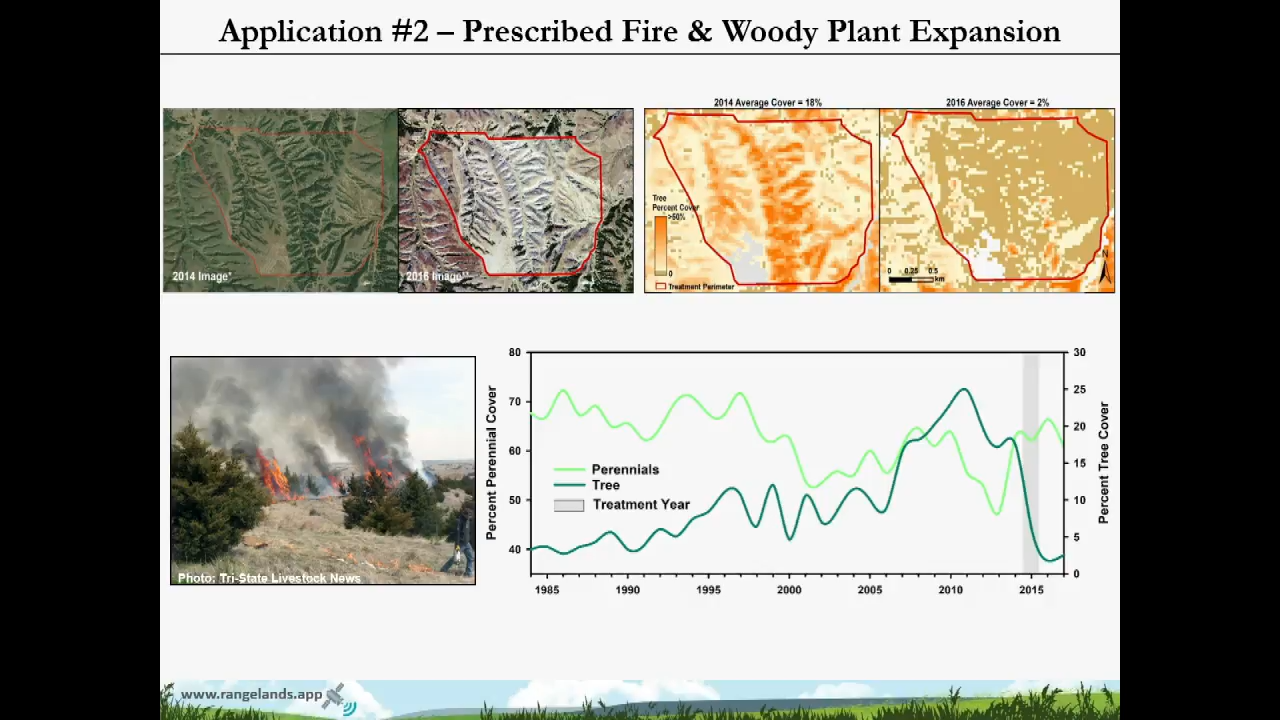 Application #2 – Prescribed Fire & Woody Plant Expansion
2014 Average Cover = 18%
2016 Average Cover = 2%
2014 Image*
2016 Image**
Tree
Percent Cover
>50%
0
Treatment Perimeter
0 0.25 0.5
km
N
Photo: Tri-State Livestock News
Percent Perennial Cover
80
70
60
50
40
Perennials
Tree
Treatment Year
30
25
20
15
10
5
0
Percent Tree Cover
1985 1990 1995 2000 2005 2010 2015
www.rangelands.app